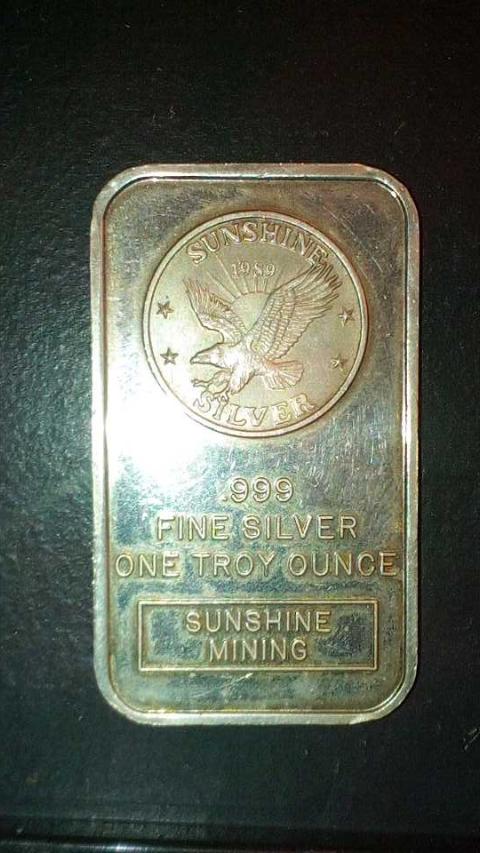 SUNSHINE
1989
SILVER
.999
FINE SILVER
ONE TROY OUNCE
SUNSHINE
MINING